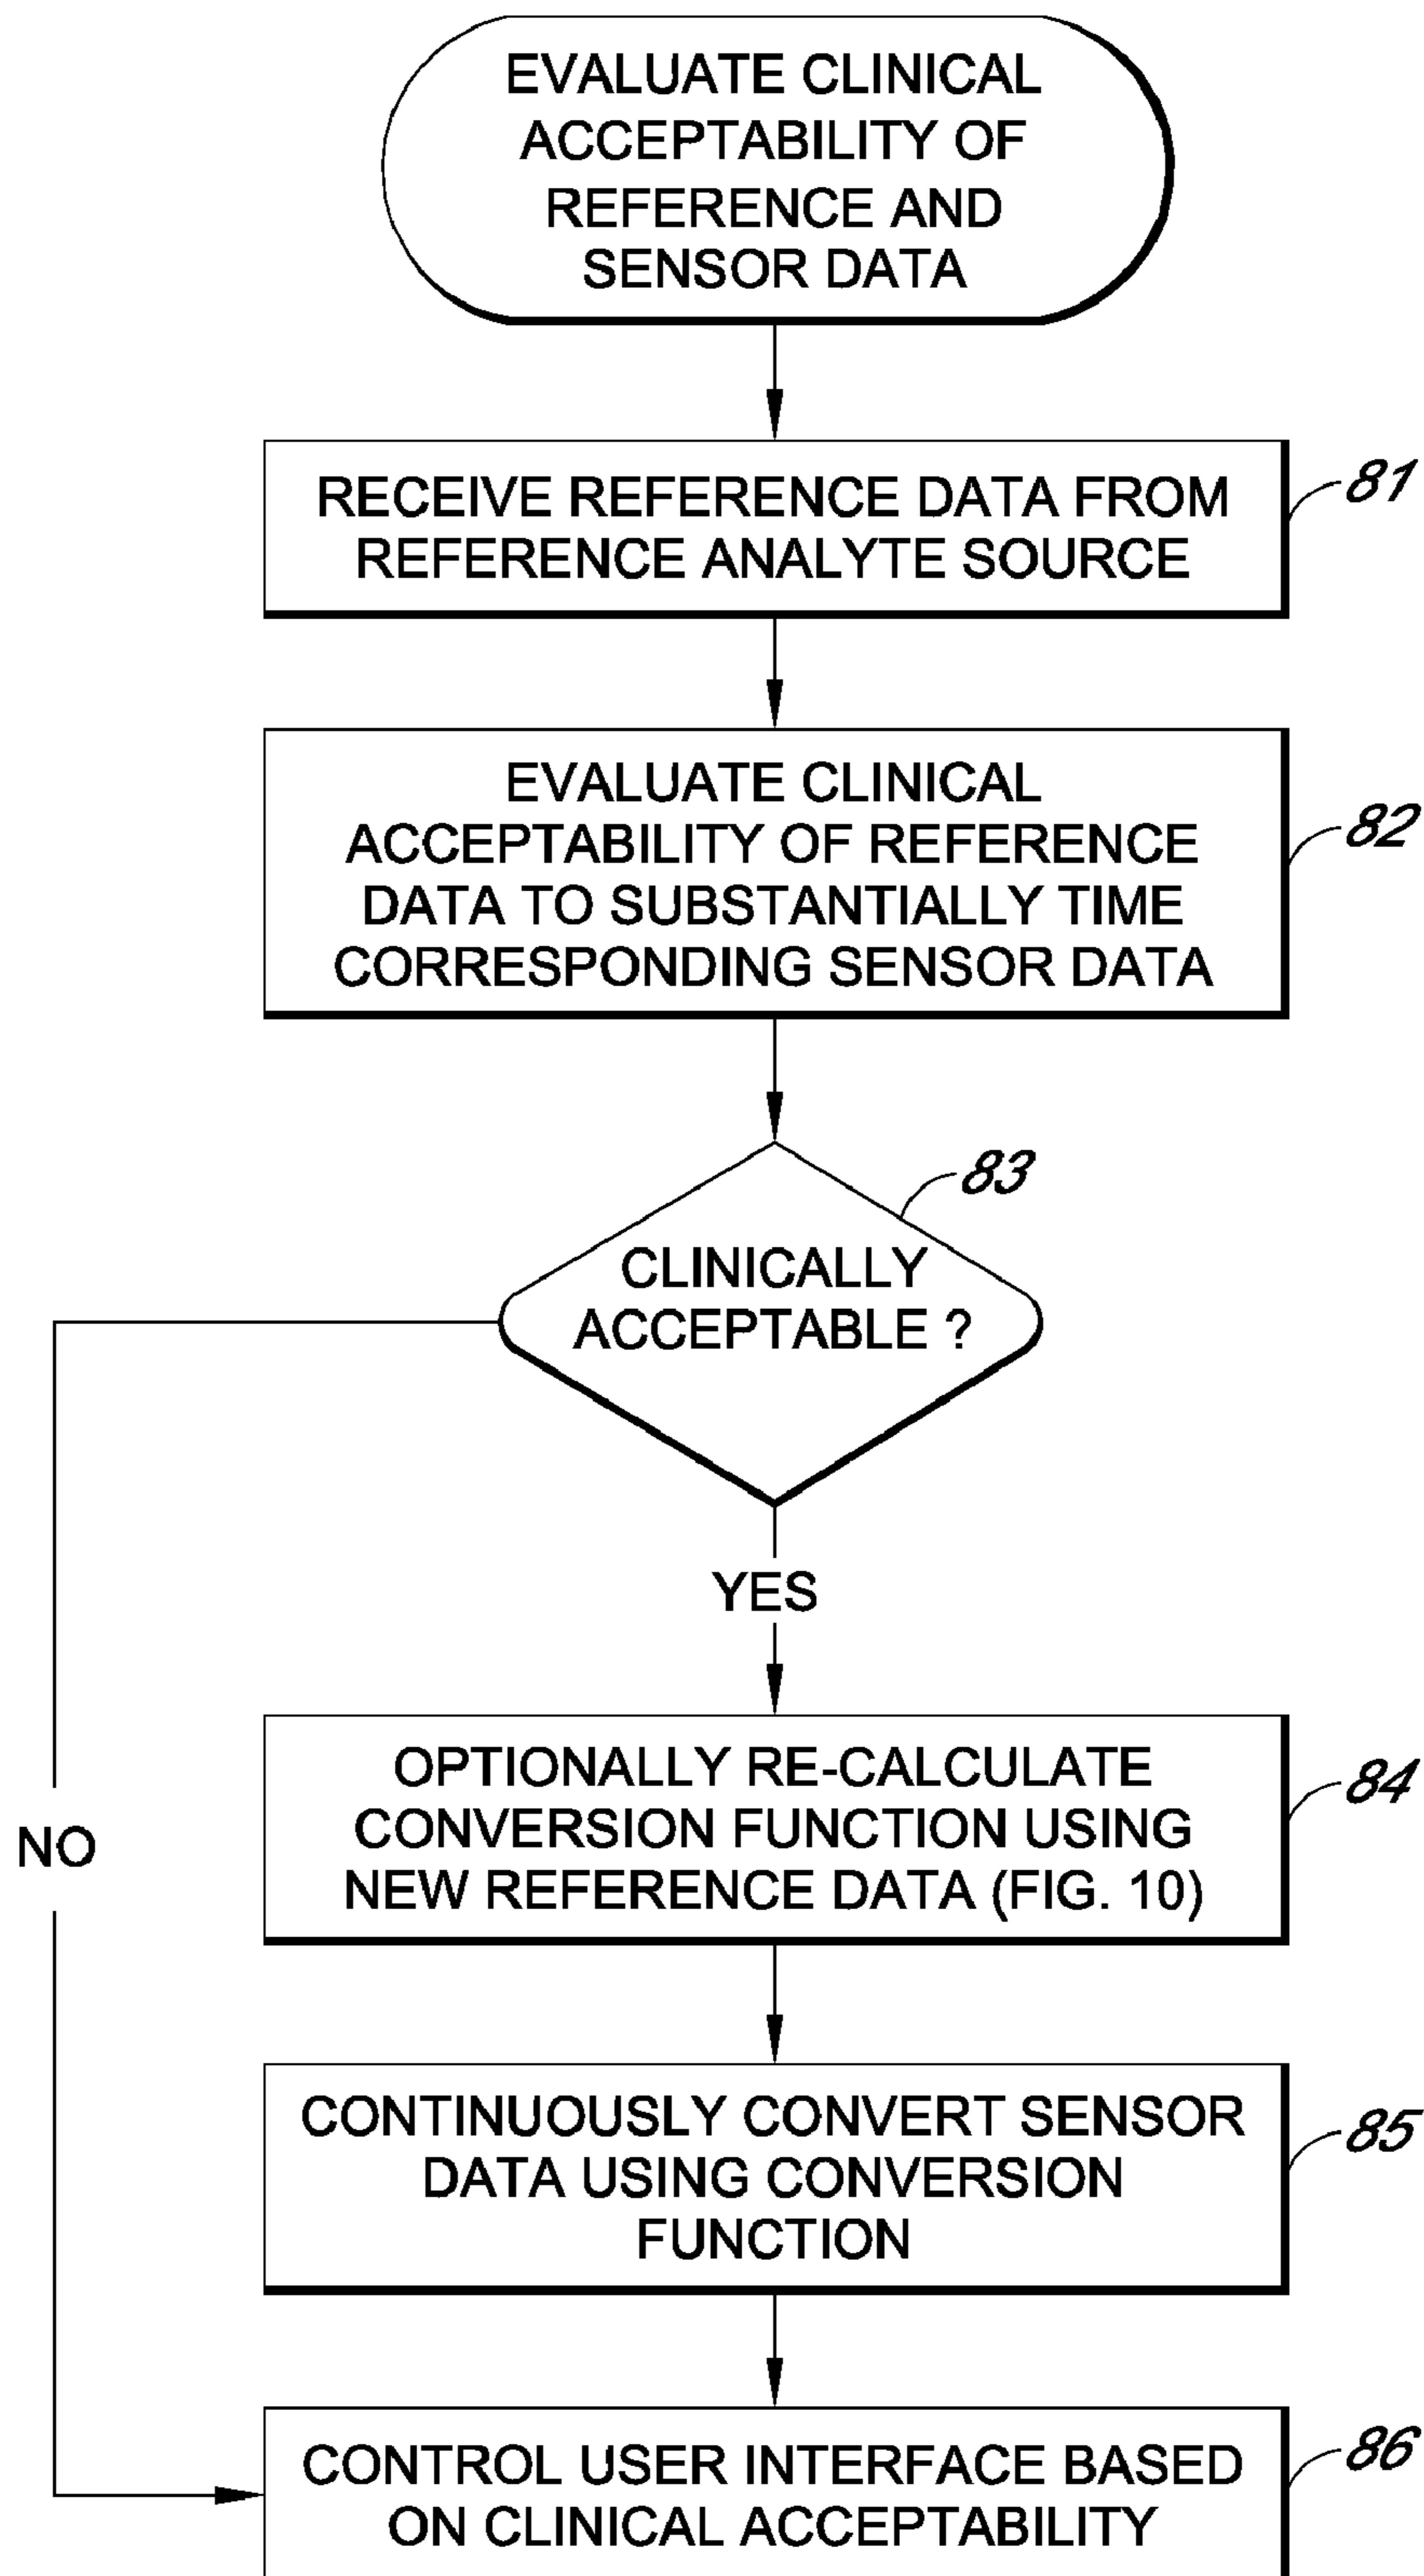 EVALUATE CLINICAL
ACCEPTABILITY OF
REFERENCE AND
SENSOR DATA
RECEIVE REFERENCE DATA FROM
REFERENCE ANALYTE SOURCE
81
EVALUATE CLINICAL
ACCEPTABILITY OF REFERENCE
DATA TO SUBSTANTIALLY TIME
CORRESPONDING SENSOR DATA
82
83
CLINICALLY
ACCEPTABLE ?
YES
NO
OPTIONALLY RE-CALCULATE
CONVERSION FUNCTION USING
NEW REFERENCE DATA (FIG. 10)
84
CONTINUOUSLY CONVERT SENSOR
DATA USING CONVERSION
FUNCTION
85
CONTROL USER INTERFACE BASED
ON CLINICAL ACCEPTABILITY
86